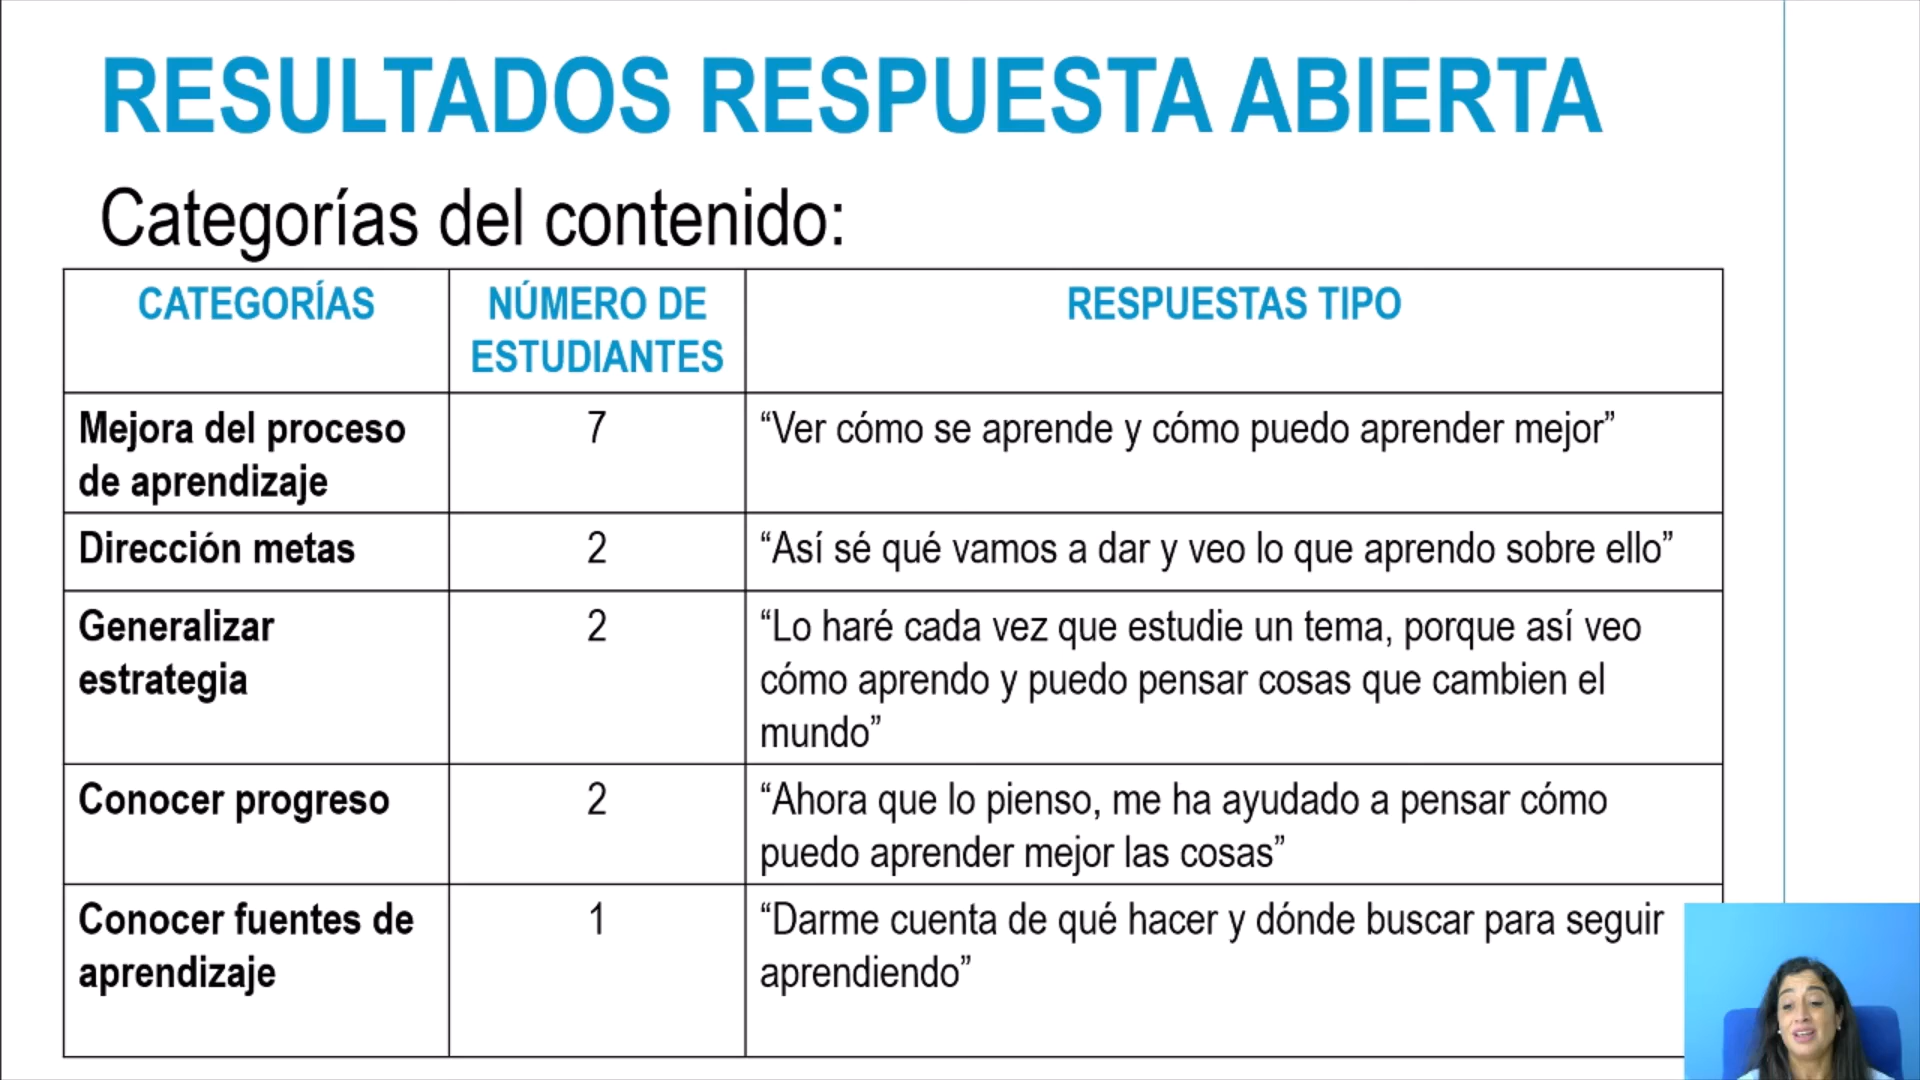 RESULTADOS RESPUESTA ABIERTA
Categorías del contenido:
CATEGORÍAS
NÚMERO DE
ESTUDIANTES
RESPUESTAS TIPO
Mejora del proceso
de aprendizaje
7
“Ver cómo se aprende y cómo puedo aprender mejor”
Dirección metas
2
“Así sé qué vamos a dar y veo lo que aprendo sobre ello”
Generalizar
estrategia
2
“Lo haré cada vez que estudie un tema, porque así veo
cómo aprendo y puedo pensar cosas que cambien el
mundo”
Conocer progreso
2
“Ahora que lo pienso, me ha ayudado a pensar cómo
puedo aprender mejor las cosas”
Conocer fuentes de
aprendizaje
1
“Darme cuenta de qué hacer y dónde buscar para seguir
aprendiendo”